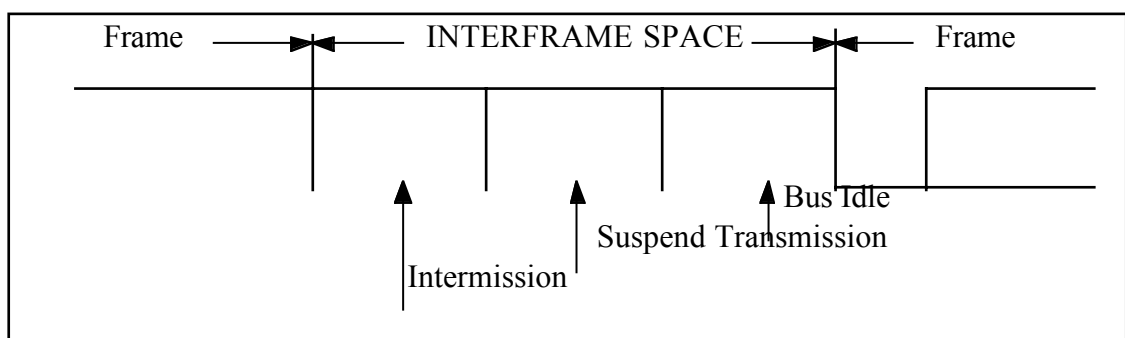 Frame INTERFRAME SPACE Frame
Bus Idle
Suspend Transmission
Intermission